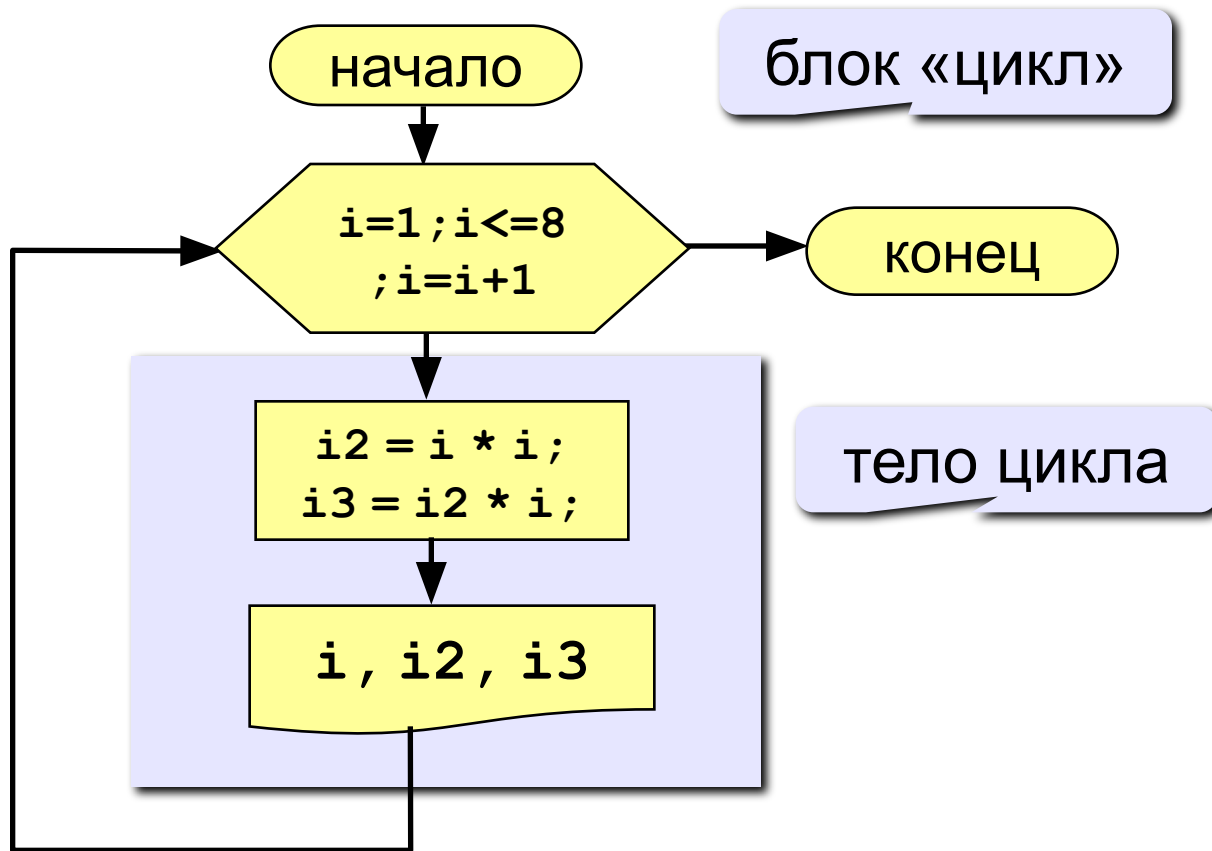 начало
блок «цикл»
i=1;i<=8
;i=i+1
конец
i2 = i * i;
i3 = i2 * i;
тело цикла
i, i2, i3